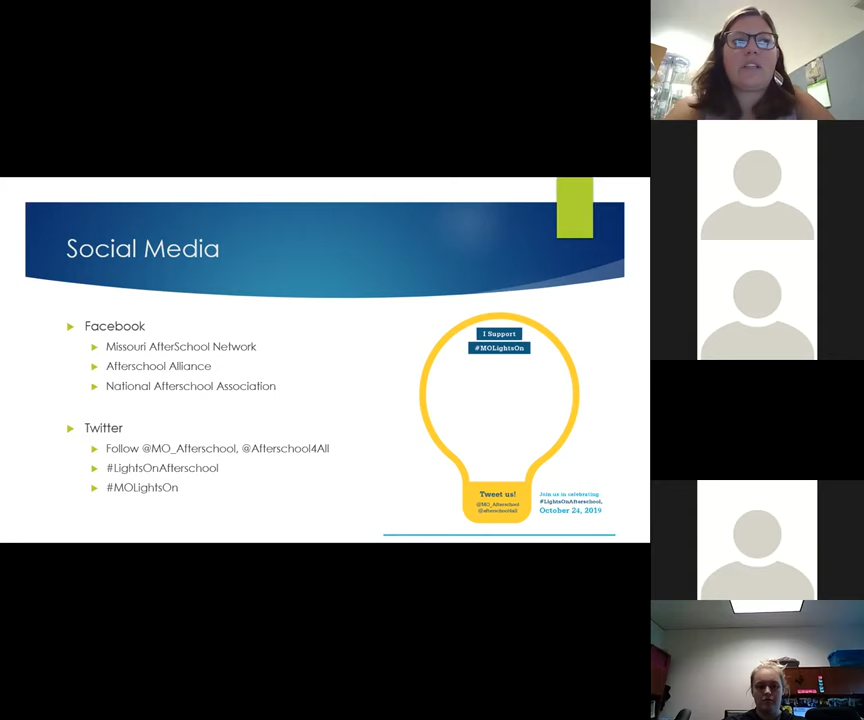 Social Media
Facebook
Missouri AfterSchool Network
Afterschool Alliance
National Afterschool Association
Twitter
Follow @MO_Afterschool, @Afterschool4All
#LightsOnAfterschool
#MOLightsOn
I Support
#MOLightsOn
Tweet us!
@MO_Afterschool
@afterschool4all
Join us in celebrating
#LightsOnAfterschool,
October 24, 2019